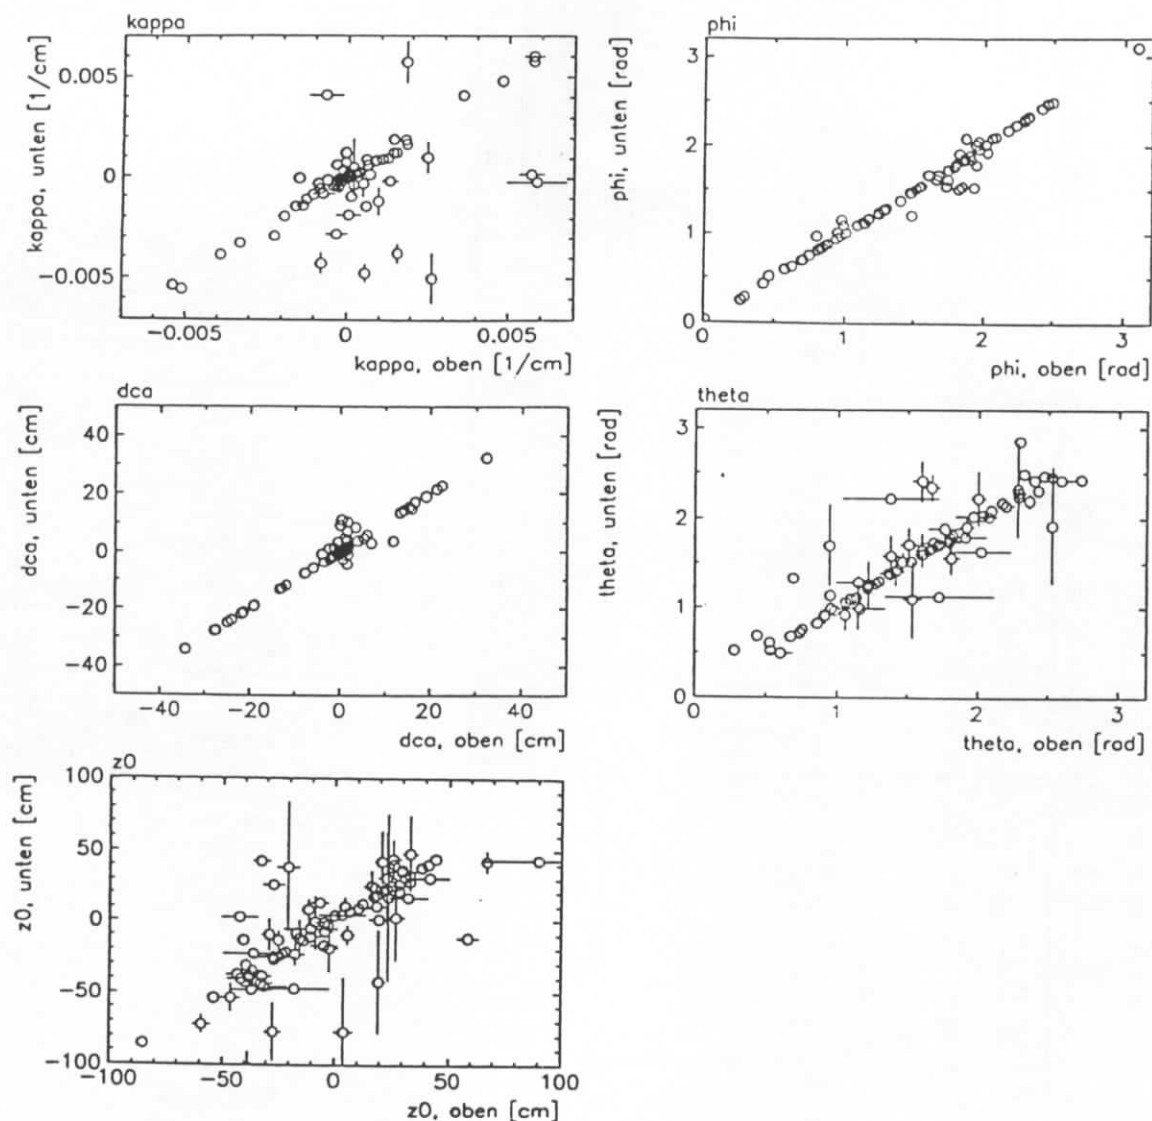 kappa
kappa, unten [1/cm]
0.005
0
−0.005
−0.005
0
0.005
kappa, oben [1/cm]
phi
phi, unten [rad]
3
2
1
0
0
1
2
3
phi, oben [rad]
dca
dca, unten [cm]
40
20
0
−20
−40
−40
−20
0
20
40
dca, oben [cm]
theta
theta, unten [rad]
3
2
1
0
0
1
2
3
theta, oben [rad]
z0
z0, unten [cm]
100
50
0
−50
−100
−100
−50
0
50
100
z0, oben [cm]